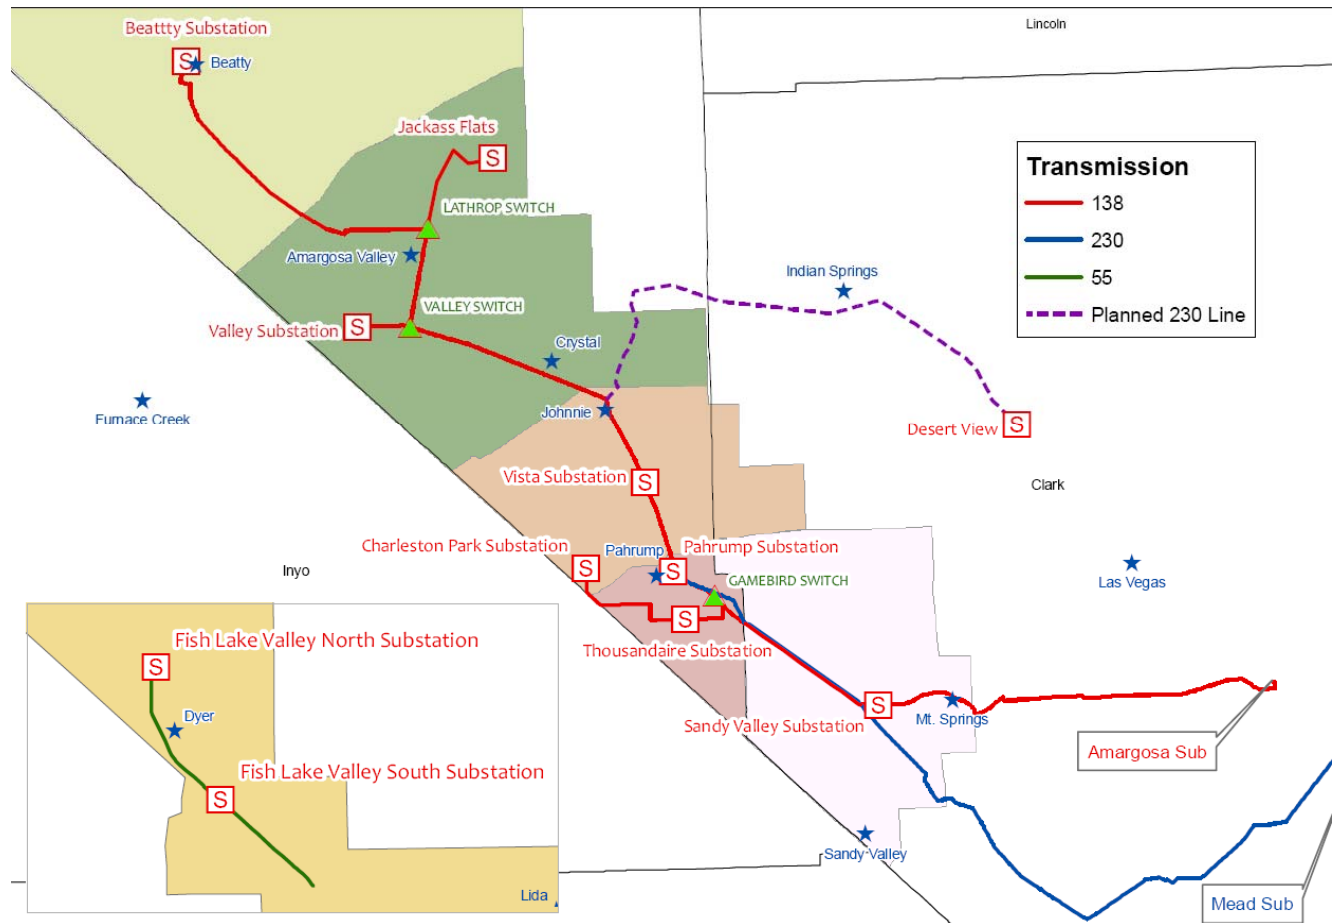 Beattty Substation
Lincoln
S
Beatty
Jackass Flats
S
Transmission
138
230
55
Planned 230 Line
LATHROP SWITCH
Amargosa Valley
Indian Springs
VALLEY SWITCH
Valley Substation
S
Crystal
Furnace Creek
Johnnie
Desert View
S
Vista Substation
S
Clark
Charleston Park Substation
S
Pahrump
S
Pahrump Substation
GAMEBIRD SWITCH
Las Vegas
Inyo
S
Thousandaire Substation
Fish Lake Valley North Substation
S
Dyer
Sandy Valley Substation
S
Mt. Springs
Amargosa Sub
Fish Lake Valley South Substation
S
Sandy Valley
Lida
Mead Sub